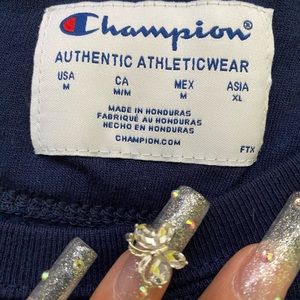 Champion®
AUTHENTIC ATHLETICWEAR
USA CA MEX ASIA
M M/M M XL
MADE IN HONDURAS
FABRIQUÉ AU HONDURAS
HECHO EN HONDURAS
CHAMPION.COM
FTX